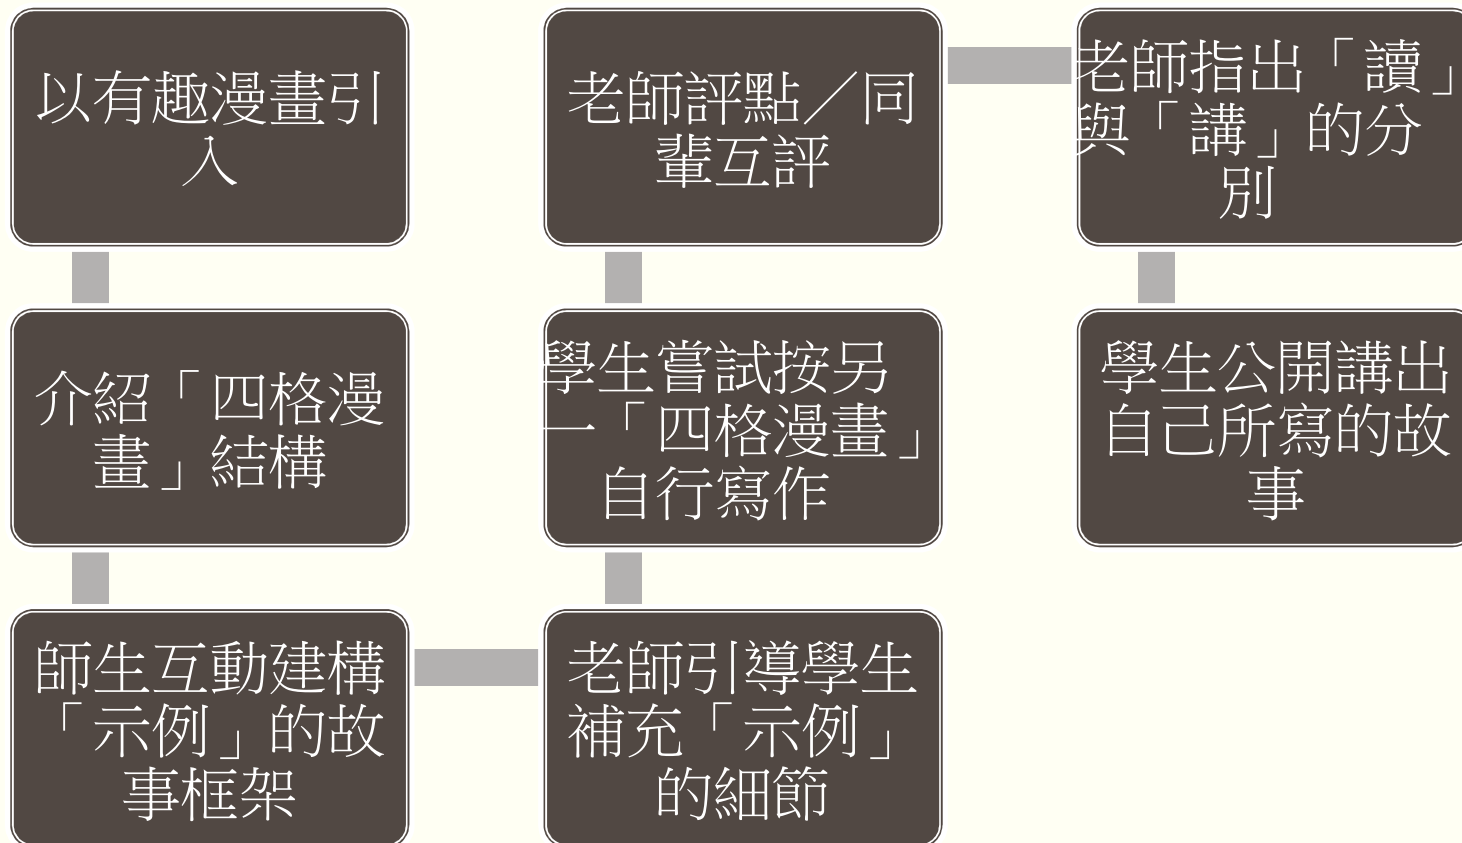 以有趣漫畫引
入
介紹「四格漫
畫」結構
師生互動建構
「示例」的故
事框架
老師引導學生
補充「示例」
的細節
學生嘗試按另
一「四格漫畫」
自行寫作
老師評點／同
輩互評
老師指出「讀」
與「講」的分
別
學生公開講出
自己所寫的故
事